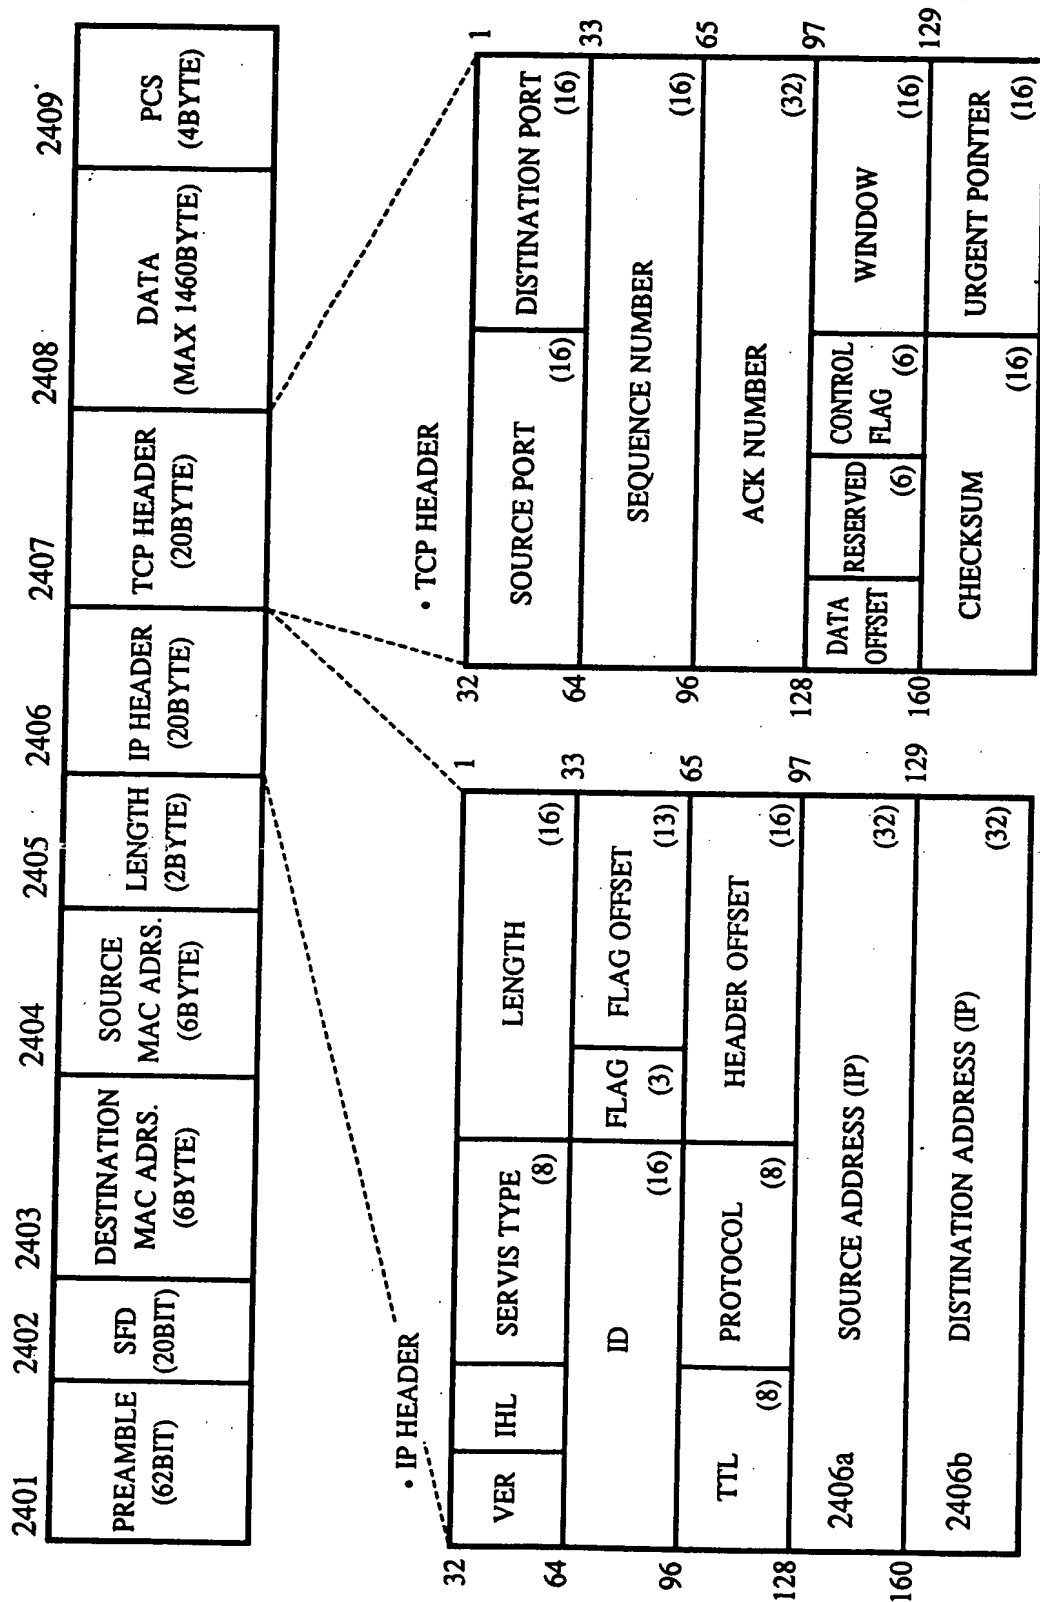 2401 2402 2403 2404 2405 2406 2407 2408 2409
PREAMBLE
(62BIT)
SFD
(20BIT)
DESTINATION
MAC ADRS.
(6BYTE)
SOURCE
MAC ADRS.
(6BYTE)
LENGTH
(2BYTE)
IP HEADER
(20BYTE)
TCP HEADER
(20BYTE)
DATA
(MAX 1460BYTE)
PCS
(4BYTE)
• IP HEADER
32 VER IHL SERVIS TYPE (8) LENGTH (16) 1
64 ID (16) FLAG (3) FLAG OFFSET (13) 33
96 TTL (8) PROTOCOL (8) HEADER OFFSET (16) 65
128 2406a SOURCE ADDRESS (IP) (32) 97
160 2406b DISTINATION ADDRESS (IP) (32) 129
• TCP HEADER
32 SOURCE PORT (16) DISTINATION PORT (16) 1
64 SEQUENCE NUMBER (16) 33
96 ACK NUMBER (32) 65
128 DATA OFFSET RESERVED (6) CONTROL FLAG (6) WINDOW (16) 97
160 CHECKSUM (16) URGENT POINTER (16) 129